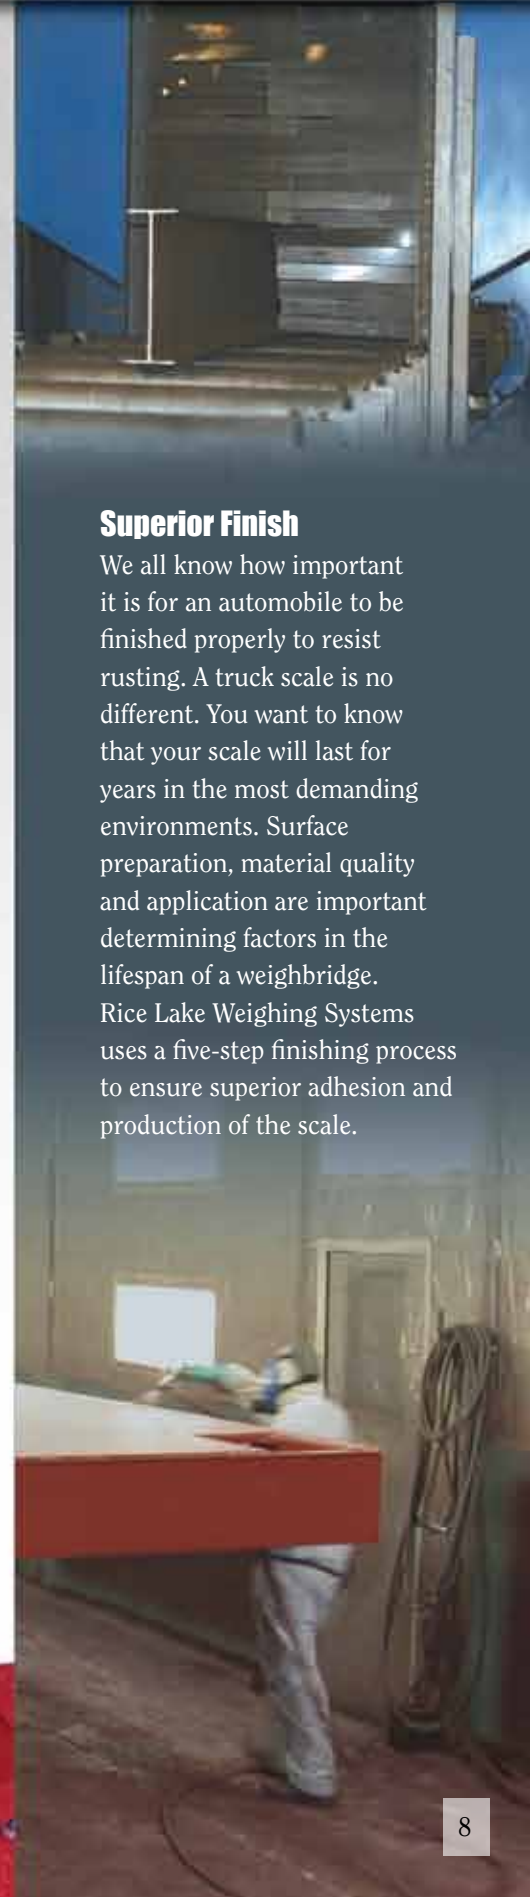 Superior Finish
We all know how important
it is for an automobile to be
finished properly to resist
rusting. A truck scale is no
different. You want to know
that your scale will last for
years in the most demanding
environments. Surface
preparation, material quality
and application are important
determining factors in the
lifespan of a weighbridge.
Rice Lake Weighing Systems
uses a five-step finishing process
to ensure superior adhesion and
production of the scale.
8